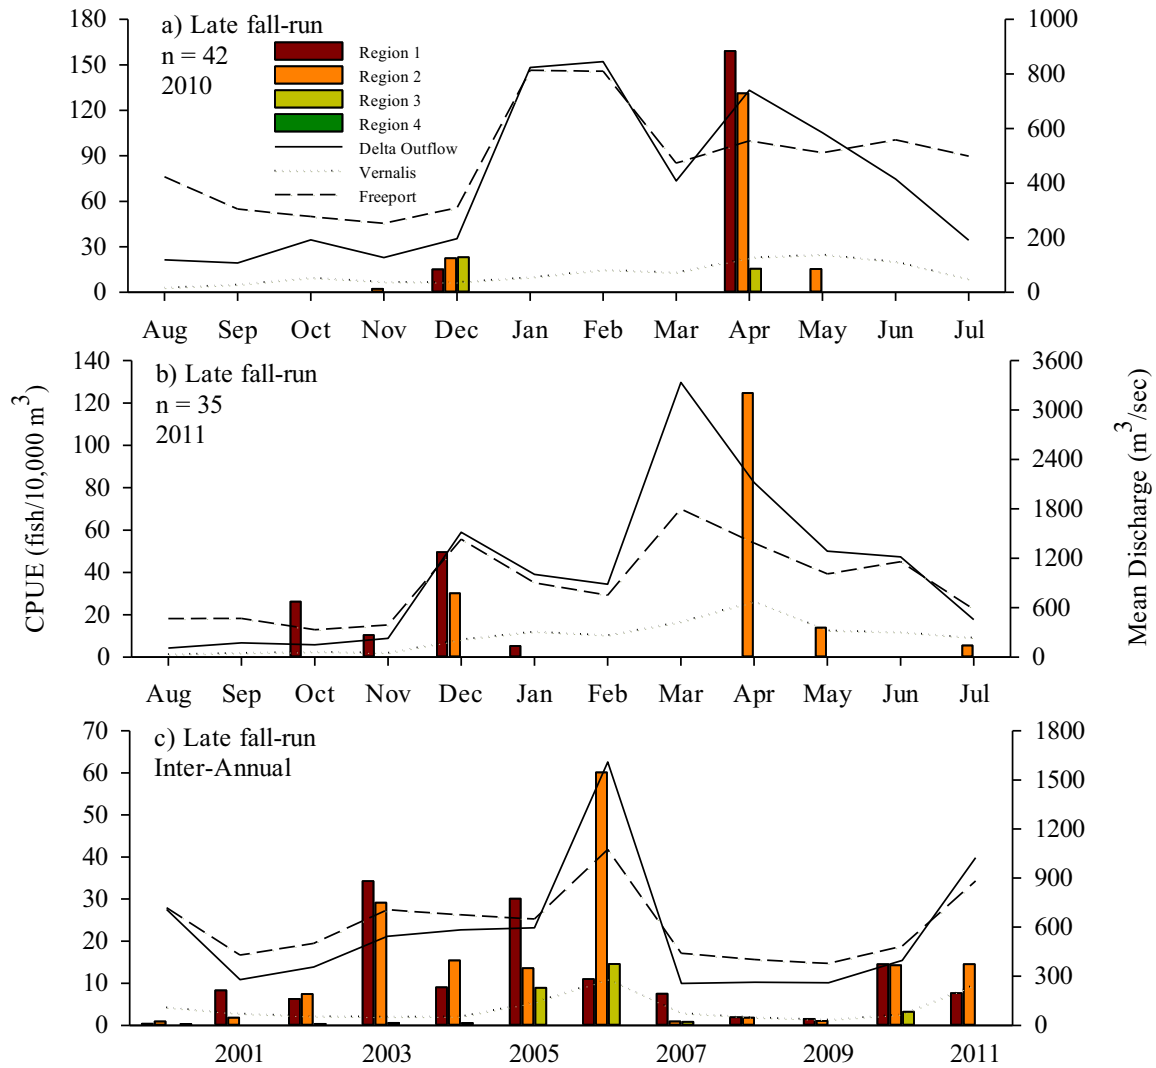 a) Late fall-run
n = 42
2010
Region 1
Region 2
Region 3
Region 4
Delta Outflow
Vernalis
Freeport
180
150
120
90
60
30
0
1000
800
600
400
200
0
Aug Sep Oct Nov Dec Jan Feb Mar Apr May Jun Jul
b) Late fall-run
n = 35
2011
140
120
100
80
60
40
20
0
3600
3000
2400
1800
1200
600
0
CPUE (fish/10,000 m³)
Mean Discharge (m³/sec)
Aug Sep Oct Nov Dec Jan Feb Mar Apr May Jun Jul
c) Late fall-run
Inter-Annual
70
60
50
40
30
20
10
0
1800
1500
1200
900
600
300
0
2001 2003 2005 2007 2009 2011